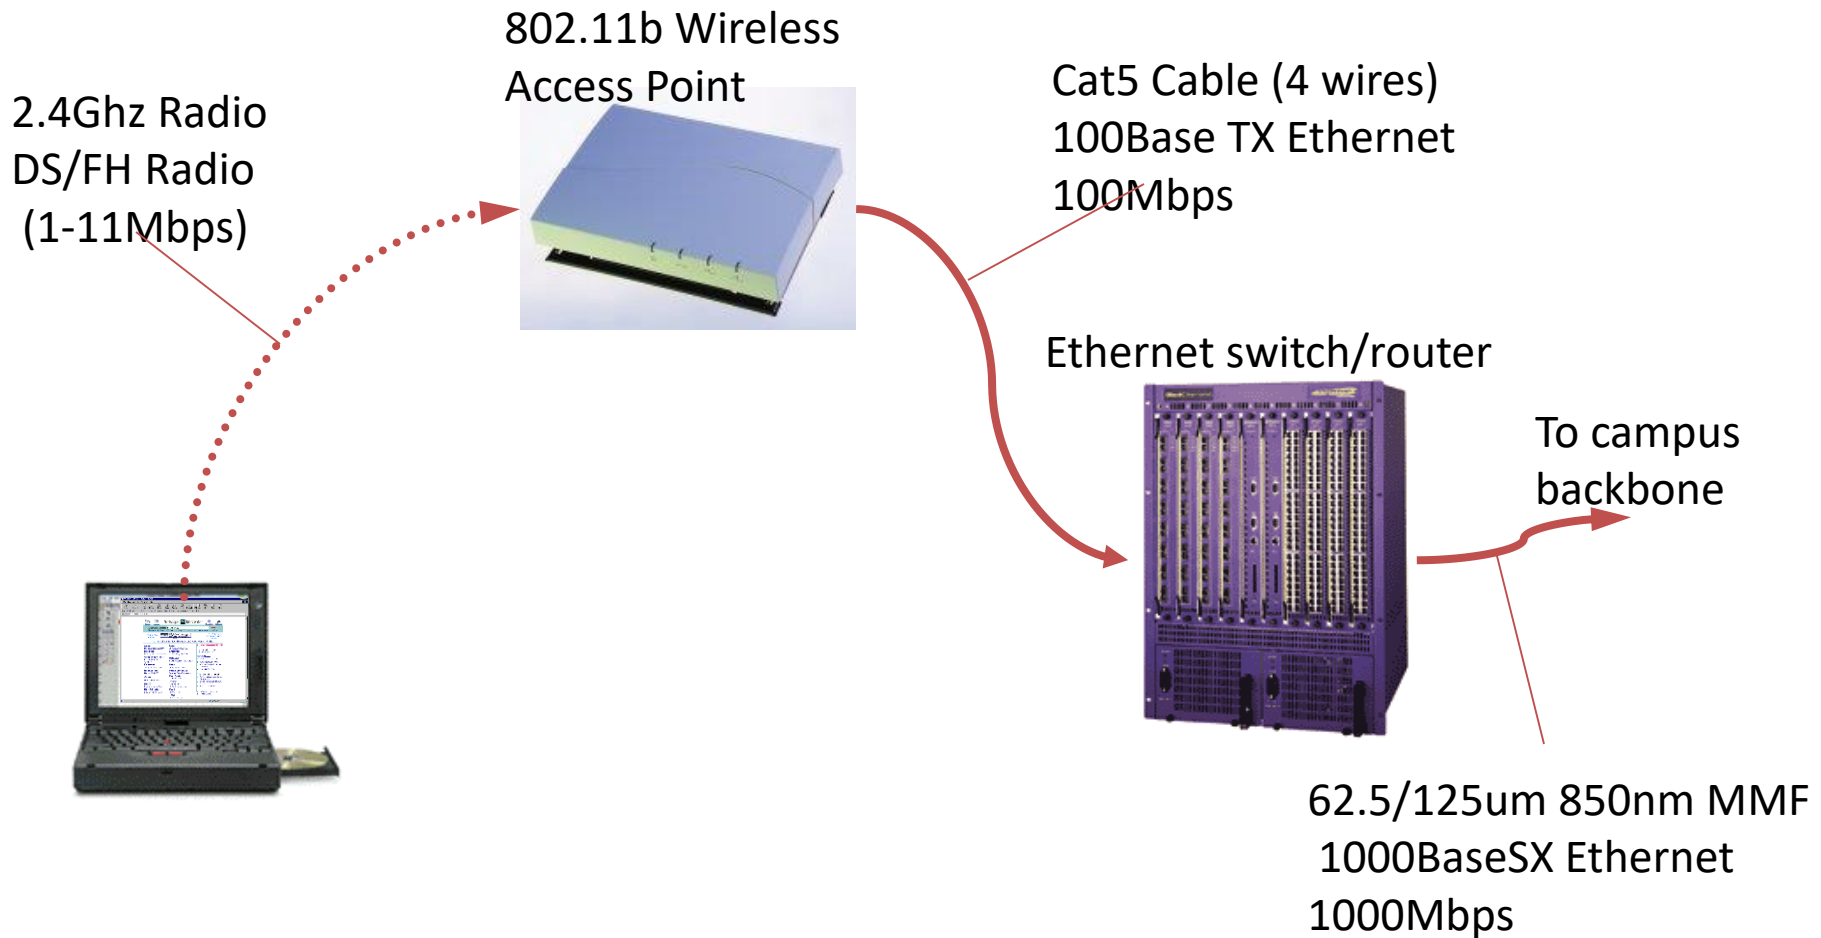 802.11b Wireless
Access Point
2.4Ghz Radio
DS/FH Radio
(1-11Mbps)
Cat5 Cable (4 wires)
100Base TX Ethernet
100Mbps
Ethernet switch/router
To campus
backbone
62.5/125um 850nm MMF
1000BaseSX Ethernet
1000Mbps